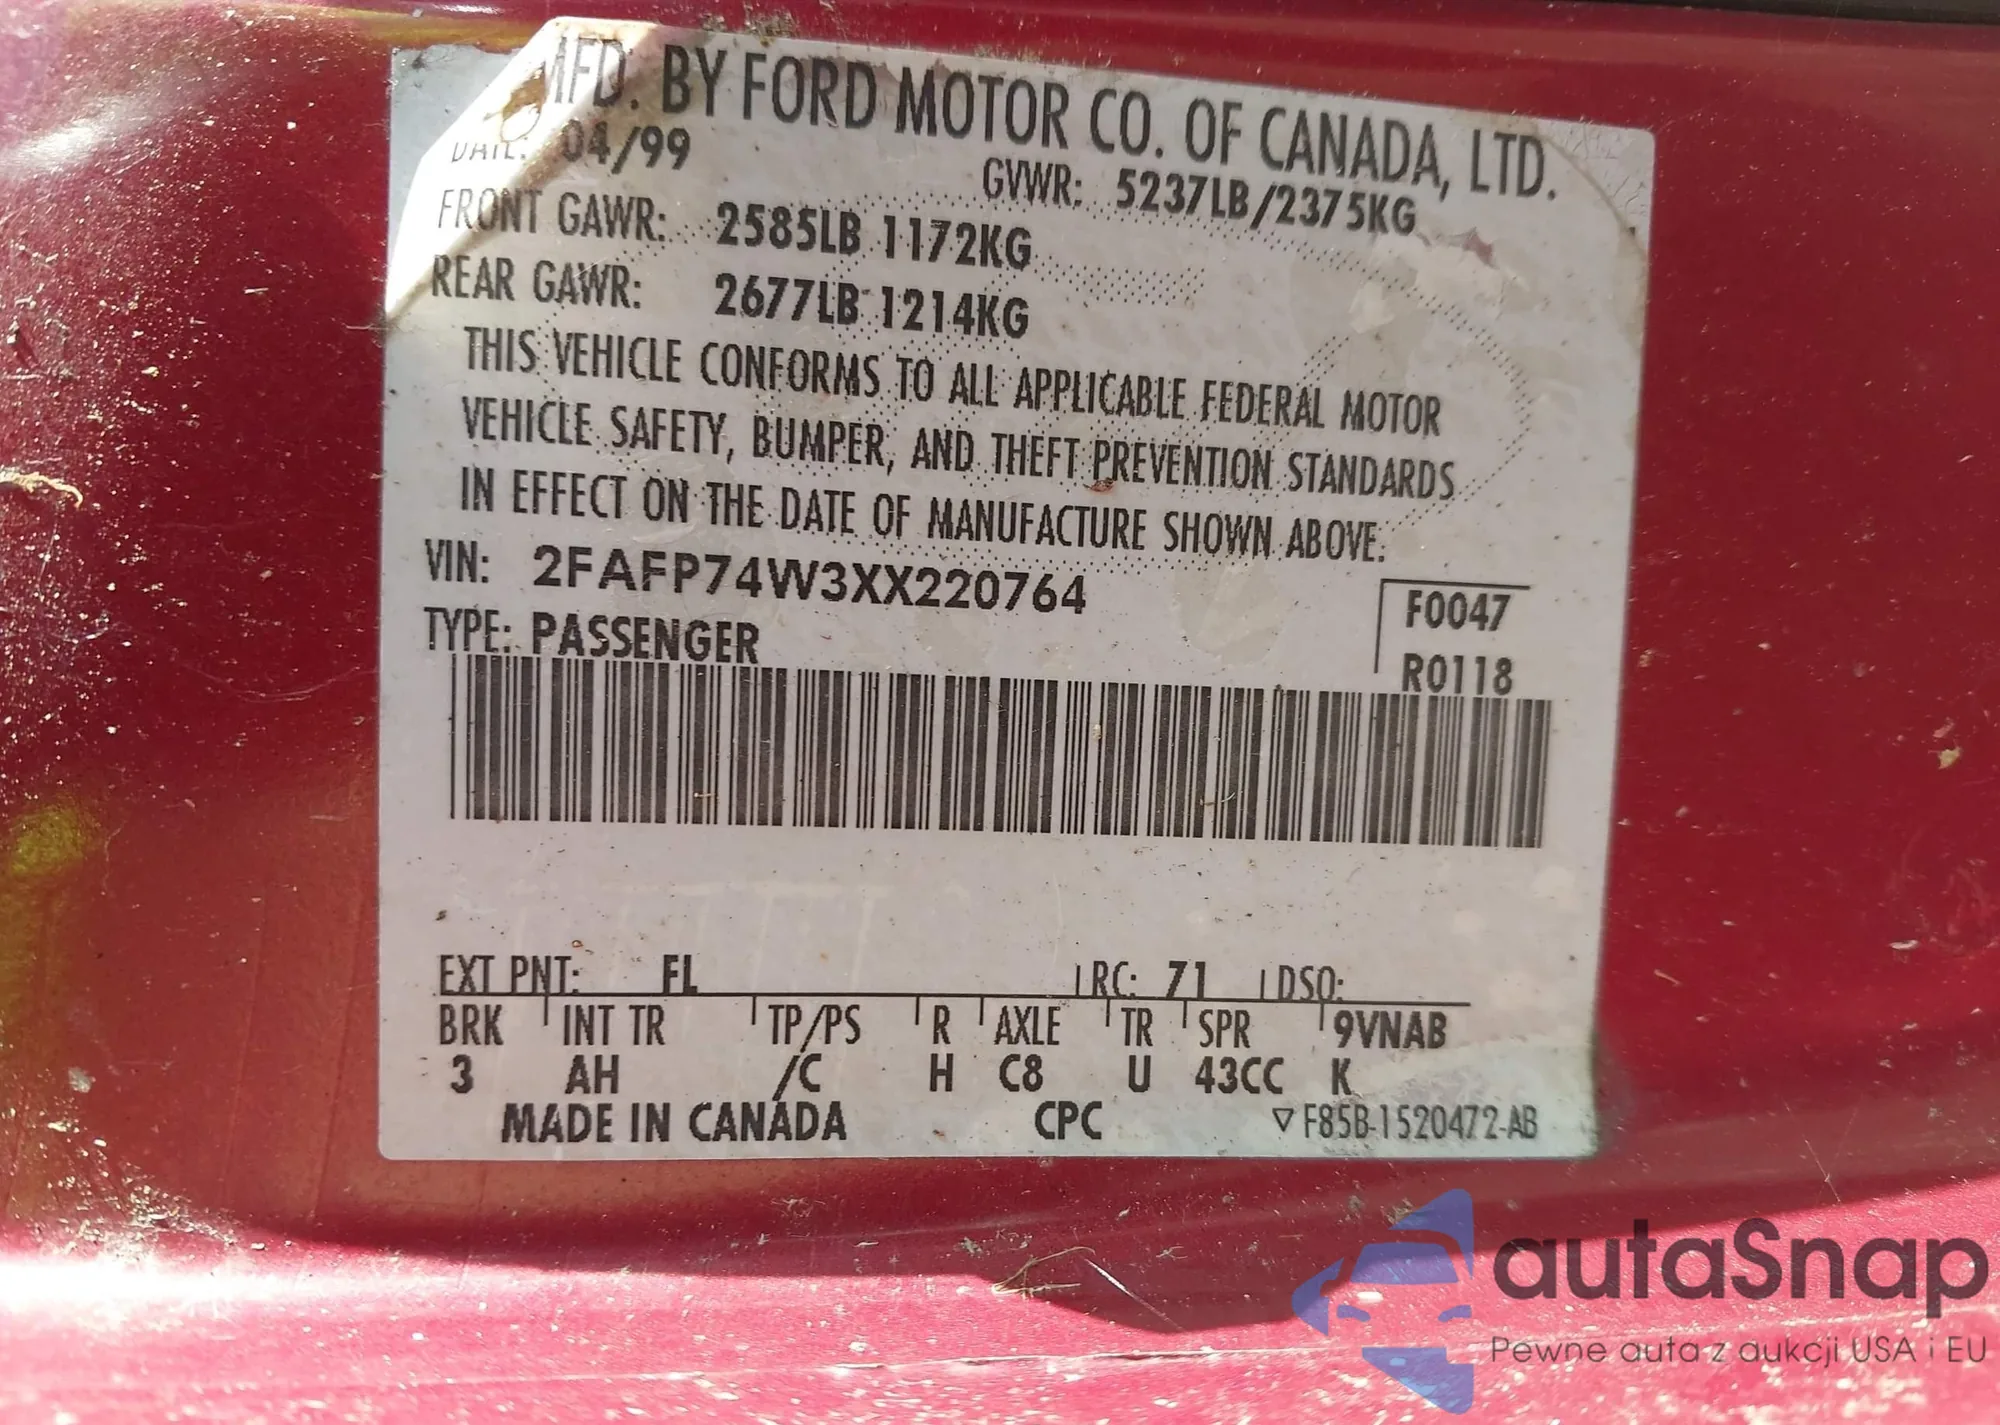 MFD. BY FORD MOTOR CO. OF CANADA, LTD.
DATE: 04/99
GVWR: 5237LB/2375KG
FRONT GAWR: 2585LB 1172KG
REAR GAWR: 2677LB 1214KG
THIS VEHICLE CONFORMS TO ALL APPLICABLE FEDERAL MOTOR
VEHICLE SAFETY, BUMPER, AND THEFT PREVENTION STANDARDS
IN EFFECT ON THE DATE OF MANUFACTURE SHOWN ABOVE.
VIN: 2FAFP74W3XX220764
F0047
TYPE: PASSENGER
R0118
EXT PNT: FL RC: 71 DSO:
BRK INT TR TP/PS R AXLE TR SPR 9VNAB
3 AH /C H C8 U 43CC K
MADE IN CANADA CPC ▽F85B-1520472-AB
autaSnap
Pewne auta z aukcji USA i EU